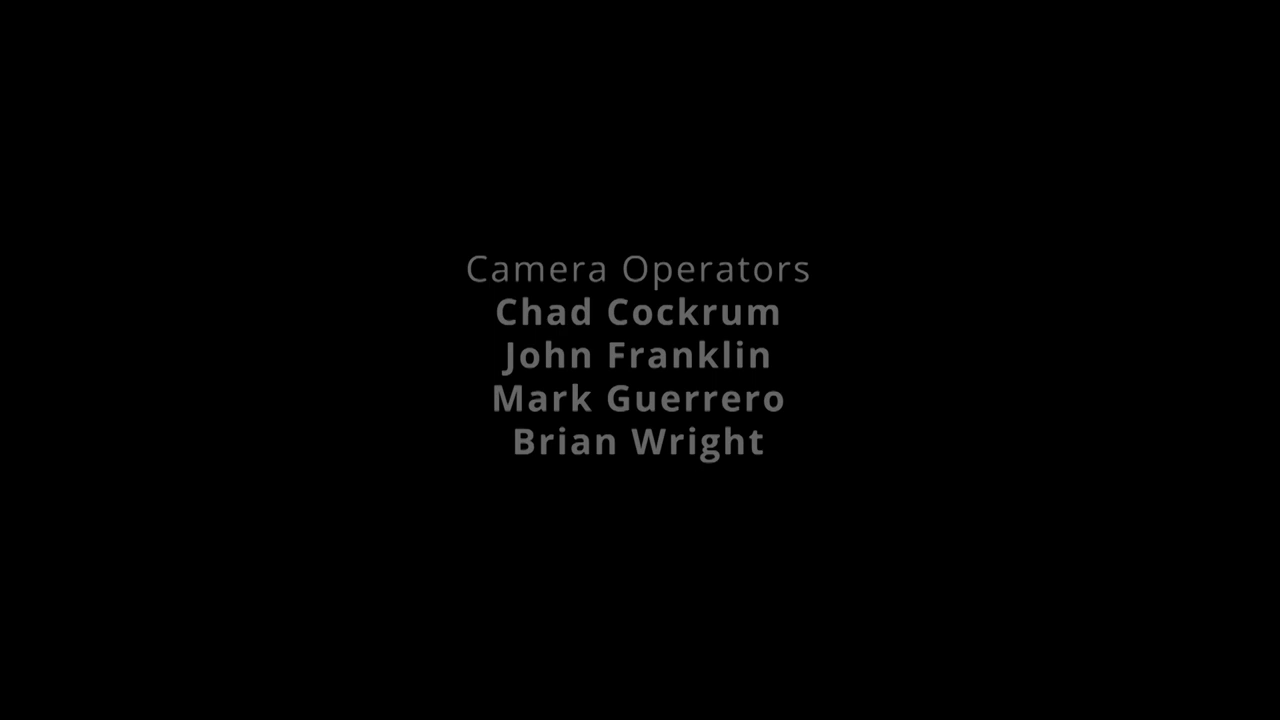 Camera Operators
Chad Cockrum
John Franklin
Mark Guerrero
Brian Wright